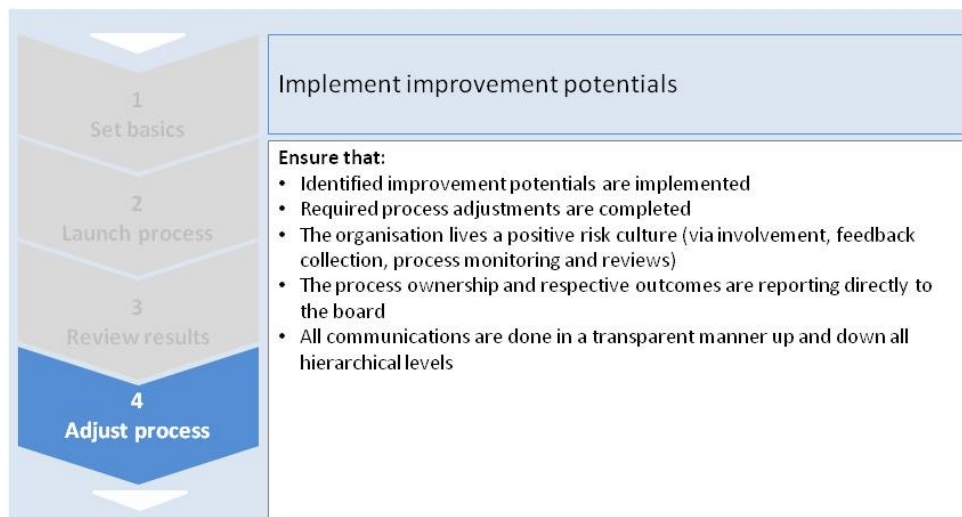 1
Set basics
2
Launch process
3
Review results
4
Adjust process
Implement improvement potentials
Ensure that:
• Identified improvement potentials are implemented
• Required process adjustments are completed
• The organisation lives a positive risk culture (via involvement, feedback
collection, process monitoring and reviews)
• The process ownership and respective outcomes are reporting directly to
the board
• All communications are done in a transparent manner up and down all
hierarchical levels